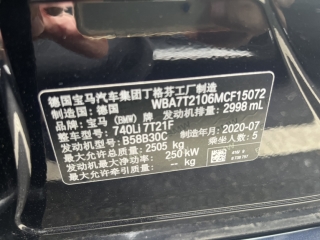 德国宝马汽车集团丁格芬工厂制造
制造国：德国 WBA7T2106MCF15072
品牌：宝马（BMW）牌 发动机排量：2998 mL
整车型号：740Li 7T21F
发动机型号：B58B30C 制造年月：2020-07
最大允许总质量：2505 kg 乘坐人数：5
发动机最大净功率：250 kW
最大允许牵引质量：-- kg